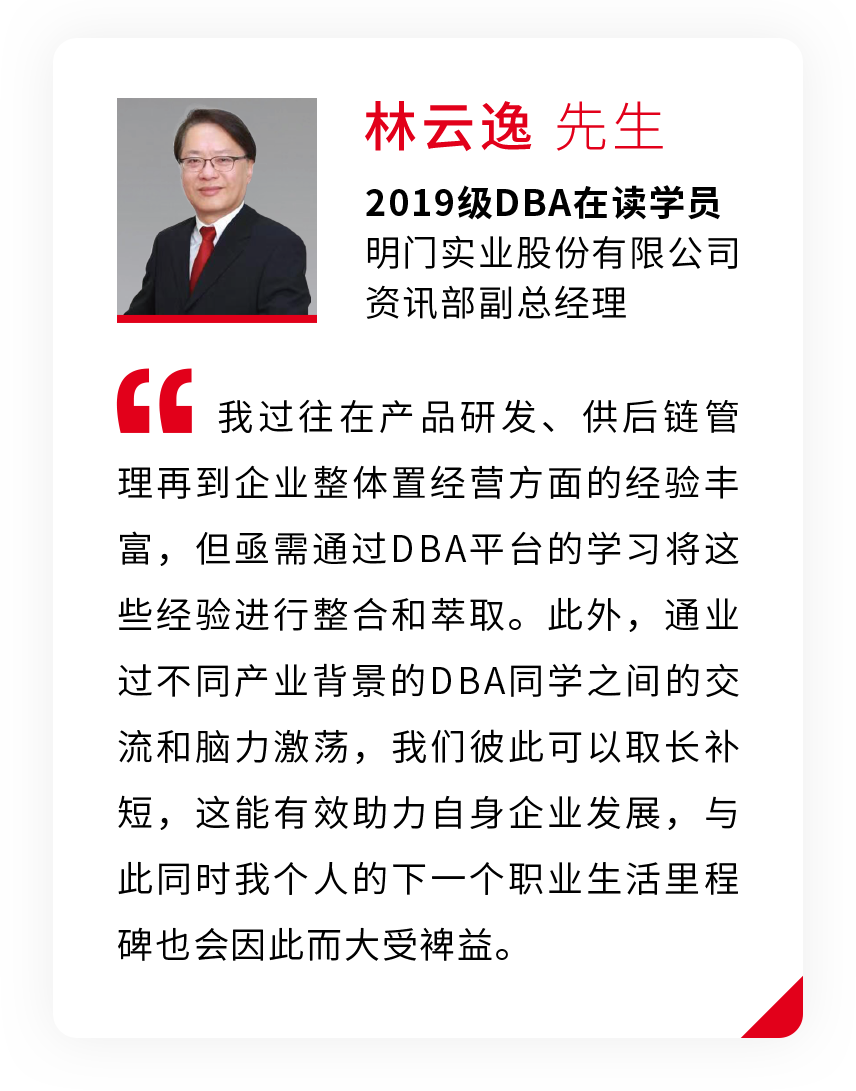 林云逸 先生
2019级DBA在读学员
明门实业股份有限公司
资讯部副总经理
“我过往在产品研发、供后链管
理再到企业整体置经营方面的经验丰
富，但亟需通过DBA平台的学习将这
些经验进行整合和萃取。此外，通业
过不同产业背景的DBA同学之间的交
流和脑力激荡，我们彼此可以取长补
短，这能有效助力自身企业发展，与
此同时我个人的下一个职业生活里程
碑也会因此而大受裨益。